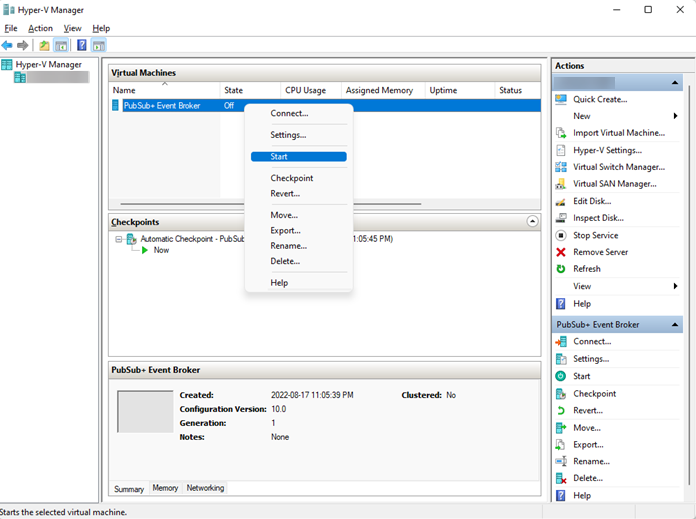 Hyper-V Manager
File Action View Help
Hyper-V Manager
Virtual Machines
Name State CPU Usage Assigned Memory Uptime Status
PubSub+ Event Broker Off
Connect...
Settings...
Start
Checkpoint
Revert...
Move...
Export...
Rename...
Delete...
Help
Checkpoints
Automatic Checkpoint - PubSu 1:05:45 PM)
Now
PubSub+ Event Broker
Created: 2022-08-17 11:05:39 PM Clustered: No
Configuration Version: 10.0
Generation: 1
Notes: None
Summary Memory Networking
Actions
Quick Create...
New
Import Virtual Machine...
Hyper-V Settings...
Virtual Switch Manager...
Virtual SAN Manager...
Edit Disk...
Inspect Disk...
Stop Service
Remove Server
Refresh
View
Help
PubSub+ Event Broker
Connect...
Settings...
Start
Checkpoint
Revert...
Move...
Export...
Rename...
Delete...
Help
Starts the selected virtual machine.